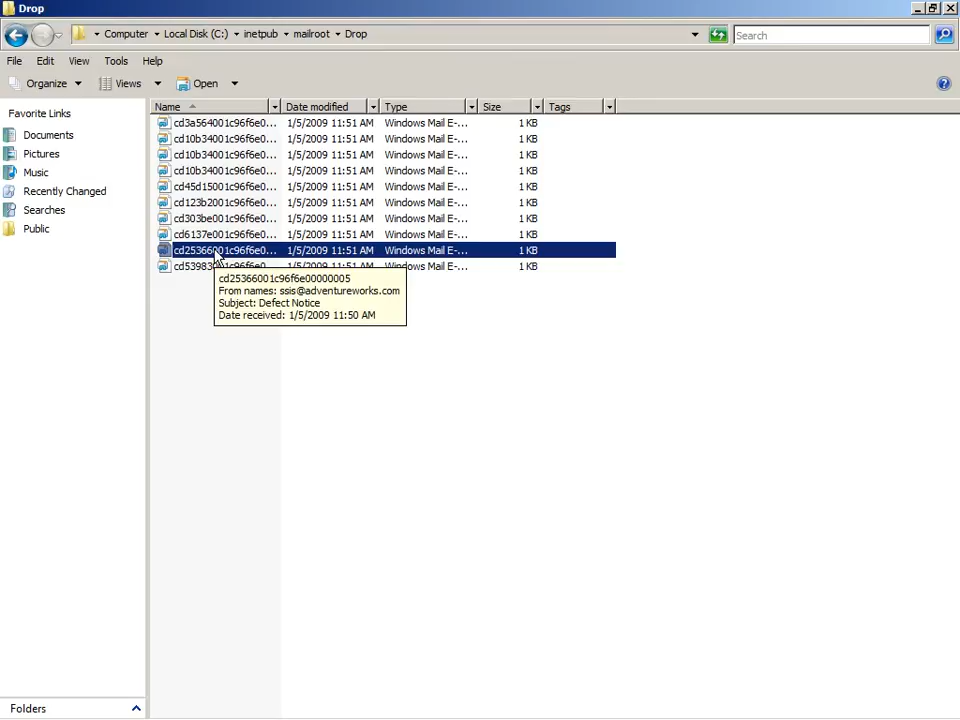 Drop
Computer Local Disk (C:) inetpub mailroot Drop
Search
File Edit View Tools Help
Organize Views Open
Favorite Links
Documents
Pictures
Music
Recently Changed
Searches
Public
Name Date modified Type Size Tags
cd3a564001c96f6e0... 1/5/2009 11:51 AM Windows Mail E-... 1 KB
cd10b34001c96f6e0... 1/5/2009 11:51 AM Windows Mail E-... 1 KB
cd10b34001c96f6e0... 1/5/2009 11:51 AM Windows Mail E-... 1 KB
cd10b34001c96f6e0... 1/5/2009 11:51 AM Windows Mail E-... 1 KB
cd45d15001c96f6e0... 1/5/2009 11:51 AM Windows Mail E-... 1 KB
cd123b2001c96f6e0... 1/5/2009 11:51 AM Windows Mail E-... 1 KB
cd303be001c96f6e0... 1/5/2009 11:51 AM Windows Mail E-... 1 KB
cd6137e001c96f6e0... 1/5/2009 11:51 AM Windows Mail E-... 1 KB
cd25366001c96f6e0... 1/5/2009 11:51 AM Windows Mail E-... 1 KB
1/5/2009 11:51 AM Windows Mail E-... 1 KB
cd25366001c96f6e00000005
From names: ssis@adventureworks.com
Subject: Defect Notice
Date received: 1/5/2009 11:50 AM
Folders